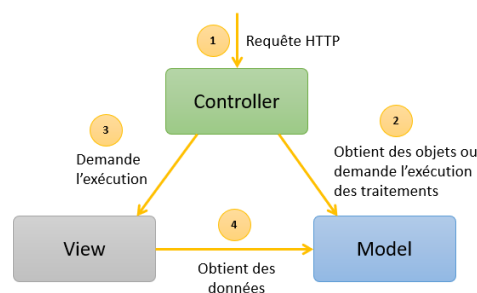 1
Requête HTTP
Controller
3
Demande
l'exécution
2
Obtient des objets ou
demande l'exécution
des traitements
View
4
Obtient des
données
Model